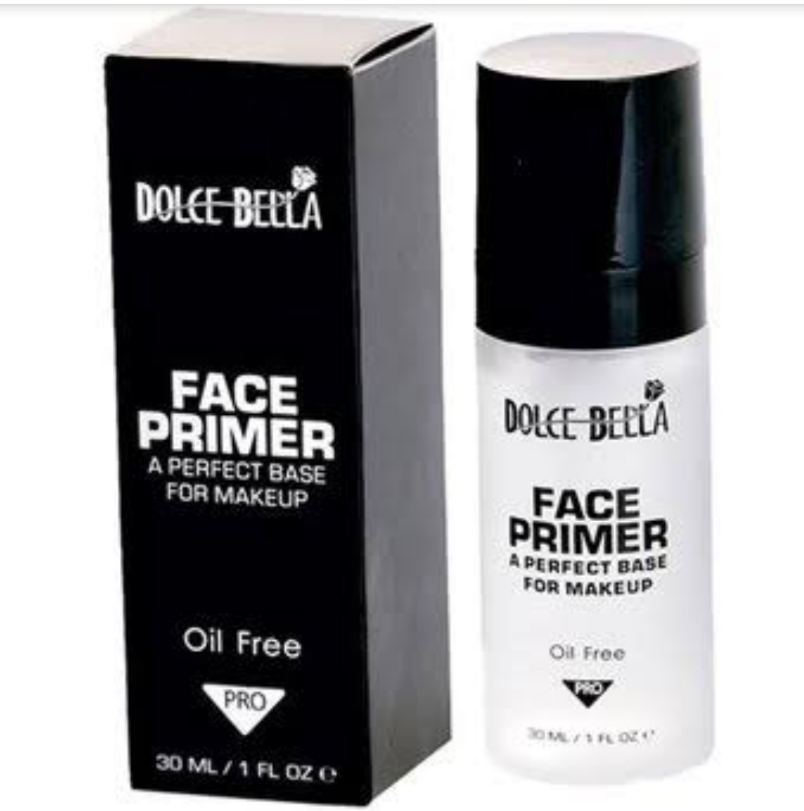 DOLCE BELLA
FACE
PRIMER
A PERFECT BASE
FOR MAKEUP
Oil Free
PRO
30 ML / 1 FL OZ ℮
DOLCE BELLA
FACE
PRIMER
A PERFECT BASE
FOR MAKEUP
Oil Free
PRO
30 ML / 1 FL OZ ℮